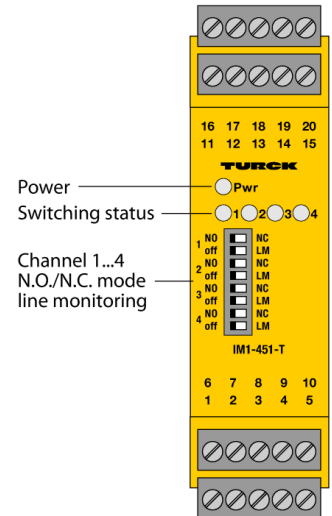 16 17 18 19 20
11 12 13 14 15
TURCK
Power
Pwr
Switching status
1 2 3 4
Channel 1...4
N.O./N.C. mode
line monitoring
1 NO NC
off LM
2 NO NC
off LM
3 NO NC
off LM
4 NO NC
off LM
IM1-451-T
6 7 8 9 10
1 2 3 4 5